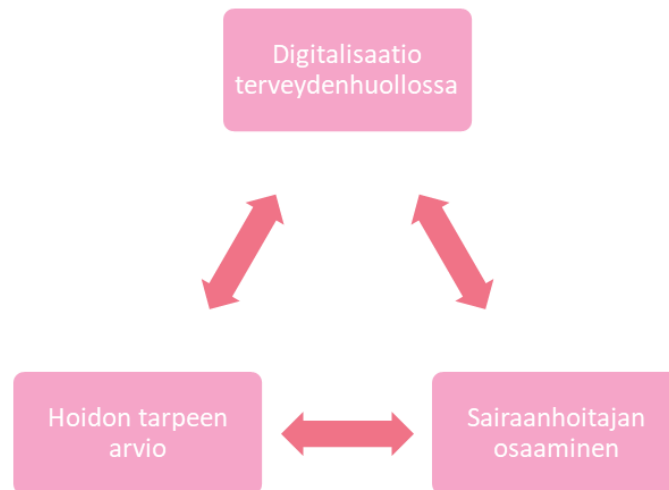 Digitalisaatio
terveydenhuollossa
Hoidon tarpeen
arvio
Sairaanhoitajan
osaaminen